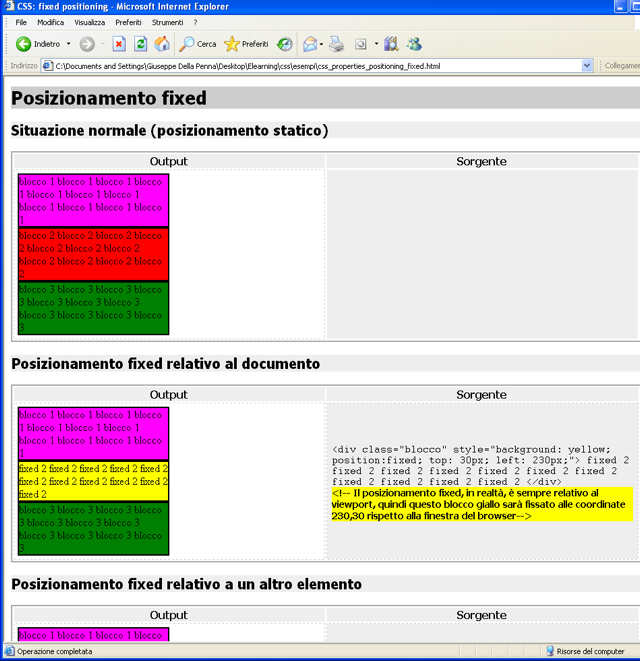 CSS: fixed positioning - Microsoft Internet Explorer
File Modifica Visualizza Preferiti Strumenti ?
Indietro Cerca Preferiti
Indirizzo C:\Documents and Settings\Giuseppe Della Penna\Desktop\Elearning\css\esempi\css_properties_positioning_fixed.html Collegamen
Posizionamento fixed
Situazione normale (posizionamento statico)
Output Sorgente
blocco 1 blocco 1 blocco 1 blocco
1 blocco 1 blocco 1 blocco 1
blocco 1 blocco 1 blocco 1 blocco
1
blocco 2 blocco 2 blocco 2 blocco
2 blocco 2 blocco 2 blocco 2
blocco 2 blocco 2 blocco 2 blocco
2
blocco 3 blocco 3 blocco 3 blocco
3 blocco 3 blocco 3 blocco 3
blocco 3 blocco 3 blocco 3 blocco
3
Posizionamento fixed relativo al documento
Output Sorgente
blocco 1 blocco 1 blocco 1 blocco
1 blocco 1 blocco 1 blocco 1
blocco 1 blocco 1 blocco 1 blocco
1
fixed 2 fixed 2 fixed 2 fixed 2 fixed 2
fixed 2 fixed 2 fixed 2 fixed 2 fixed 2
fixed 2
blocco 3 blocco 3 blocco 3 blocco
3 blocco 3 blocco 3 blocco 3
blocco 3 blocco 3 blocco 3 blocco
3
<div class="blocco" style="background: yellow;
position:fixed; top: 30px; left: 230px;"> fixed 2
fixed 2 fixed 2 fixed 2 fixed 2 fixed 2 fixed 2
fixed 2 fixed 2 fixed 2 fixed 2 </div>
<!-- Il posizionamento fixed, in realtà, è sempre relativo al
viewport, quindi questo blocco giallo sarà fissato alle coordinate
230,30 rispetto alla finestra del browser-->
Posizionamento fixed relativo a un altro elemento
Output Sorgente
blocco 1 blocco 1 blocco 1 blocco
Operazione completata Risorse del computer